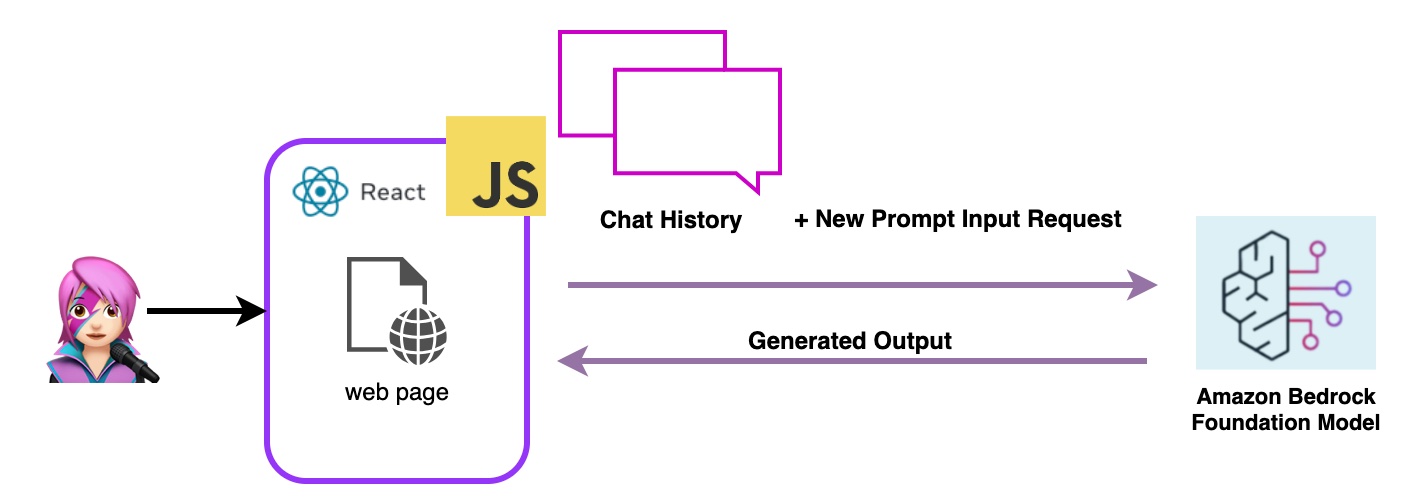 React
JS
web page
Chat History + New Prompt Input Request
Generated Output
Amazon Bedrock
Foundation Model